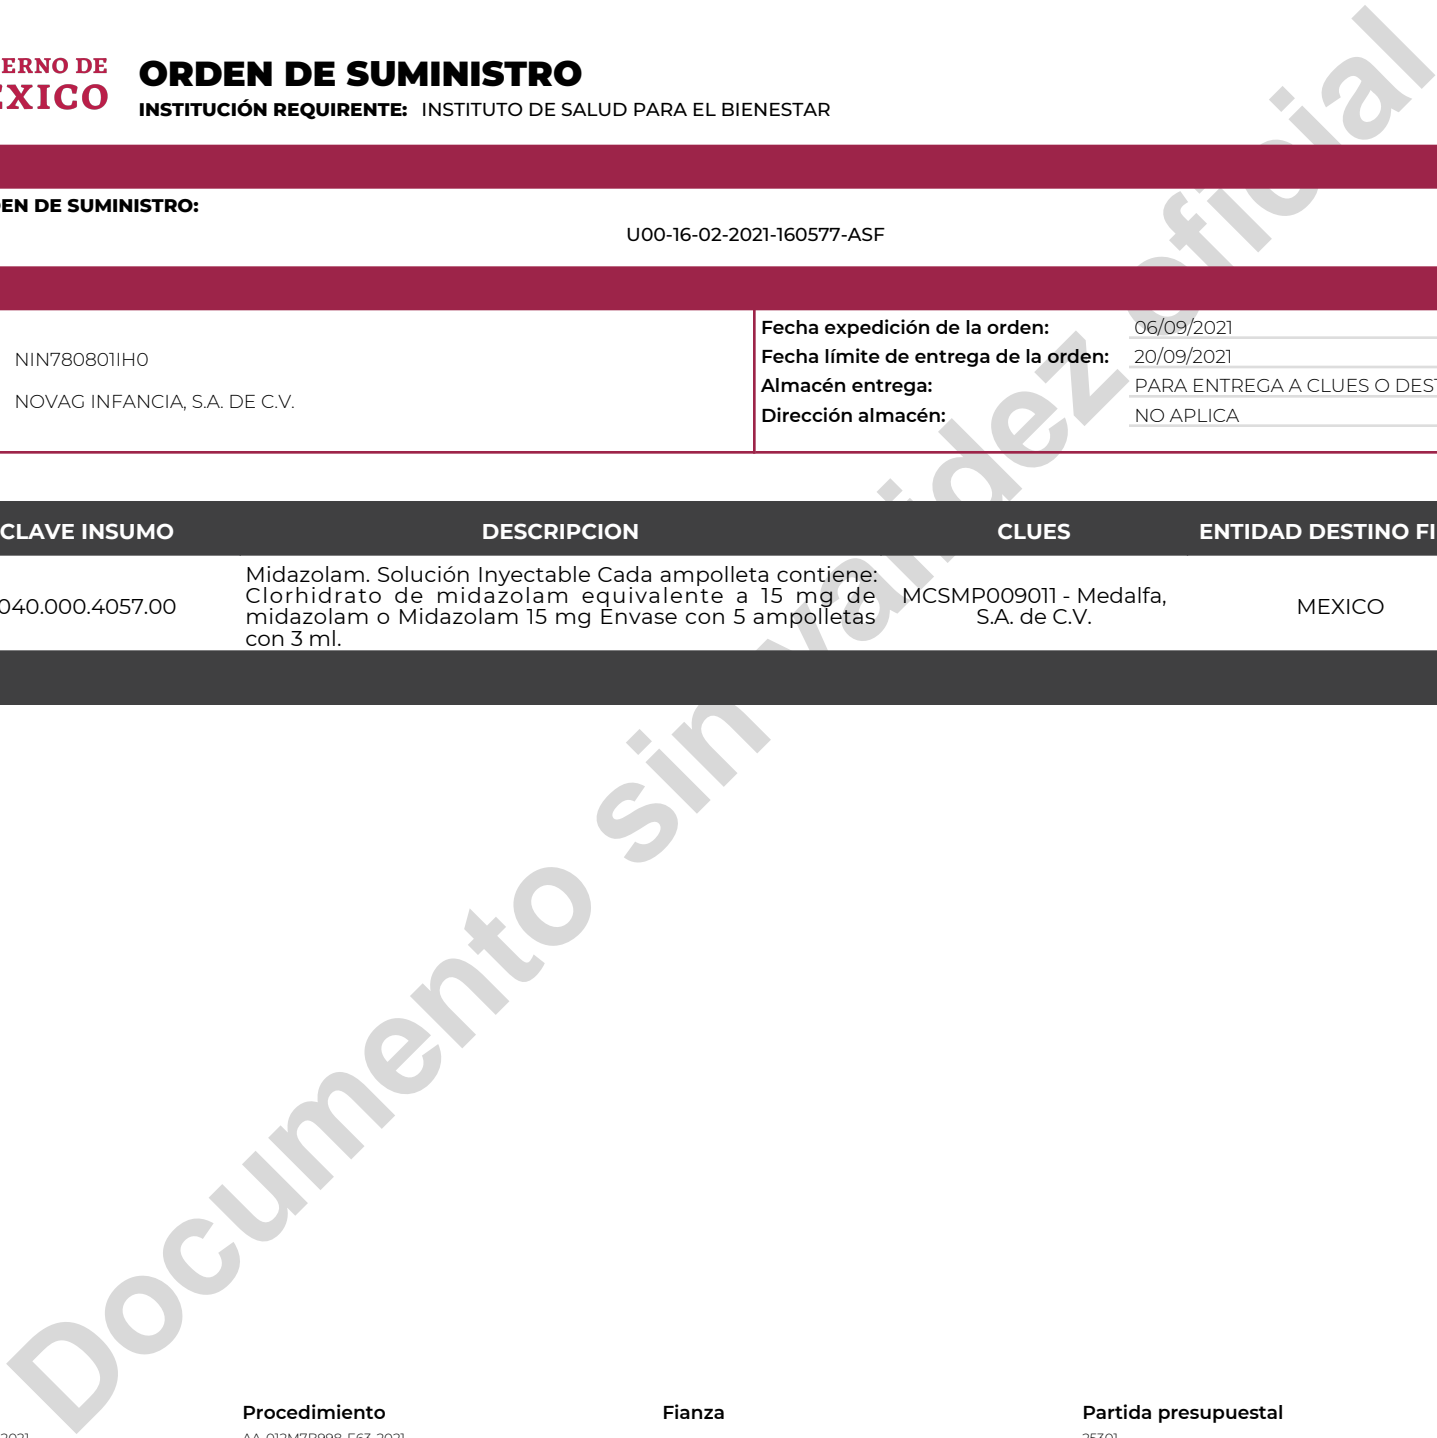 ERNO DE
EXICO
ORDEN DE SUMINISTRO
INSTITUCIÓN REQUIRENTE: INSTITUTO DE SALUD PARA EL BIENESTAR
EN DE SUMINISTRO:
U00-16-02-2021-160577-ASF
NIN780801IH0
NOVAG INFANCIA, S.A. DE C.V.
Fecha expedición de la orden: 06/09/2021
Fecha límite de entrega de la orden: 20/09/2021
Almacén entrega: PARA ENTREGA A CLUES O DEST
Dirección almacén: NO APLICA
CLAVE INSUMO DESCRIPCION CLUES ENTIDAD DESTINO FI
040.000.4057.00
Midazolam. Solución Inyectable Cada ampolleta contiene:
Clorhidrato de midazolam equivalente a 15 mg de
midazolam o Midazolam 15 mg Envase con 5 ampolletas
con 3 ml.
MCSMP009011 - Medalfa,
S.A. de C.V.
MEXICO
Documento sin validez oficial
Procedimiento Fianza Partida presupuestal